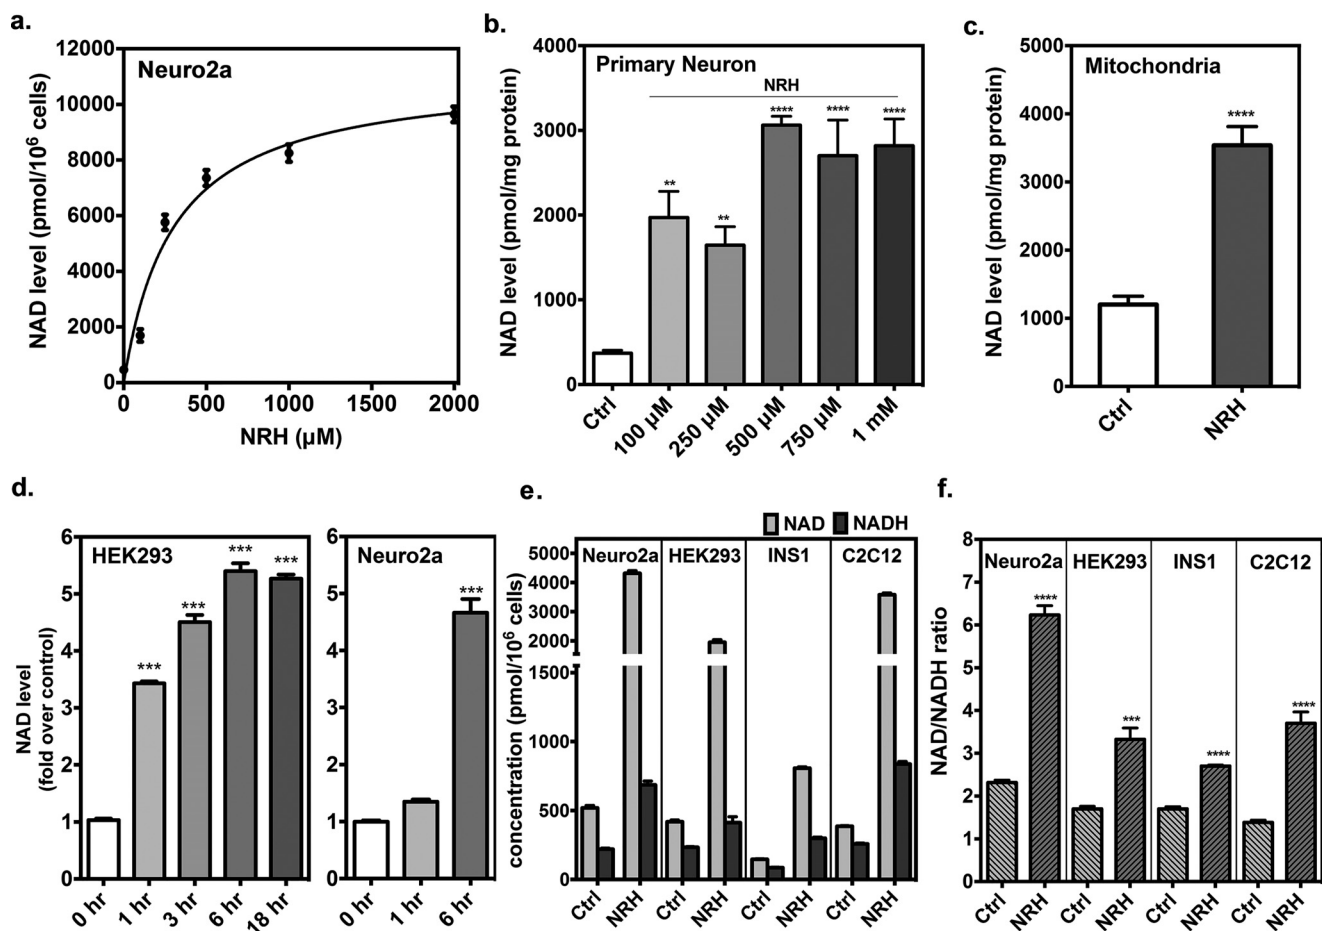 a.
Neuro2a
NAD level (pmol/10⁶ cells)
12000
10000
8000
6000
4000
2000
0
0 500 1000 1500 2000
NRH (µM)
b.
Primary Neuron
NRH
NAD level (pmol/mg protein)
4000
3000
2000
1000
0
** ** **** **** ****
Ctrl 100 µM 250 µM 500 µM 750 µM 1 mM
c.
Mitochondria
NAD level (pmol/mg protein)
5000
4000
3000
2000
1000
0
****
Ctrl NRH
d.
HEK293
NAD level
(fold over control)
6
5
4
3
2
1
0
*** *** *** ***
0 hr 1 hr 3 hr 6 hr 18 hr
Neuro2a
6
5
4
3
2
1
0
***
0 hr 1 hr 6 hr
e.
NAD NADH
Neuro2a HEK293 INS1 C2C12
concentration (pmol/10⁶ cells)
5000
4000
3000
2000
1500
1000
500
0
Ctrl NRH Ctrl NRH Ctrl NRH Ctrl NRH
f.
Neuro2a HEK293 INS1 C2C12
NAD/NADH ratio
8
7
6
5
4
3
2
1
0
**** *** **** ****
Ctrl NRH Ctrl NRH Ctrl NRH Ctrl NRH